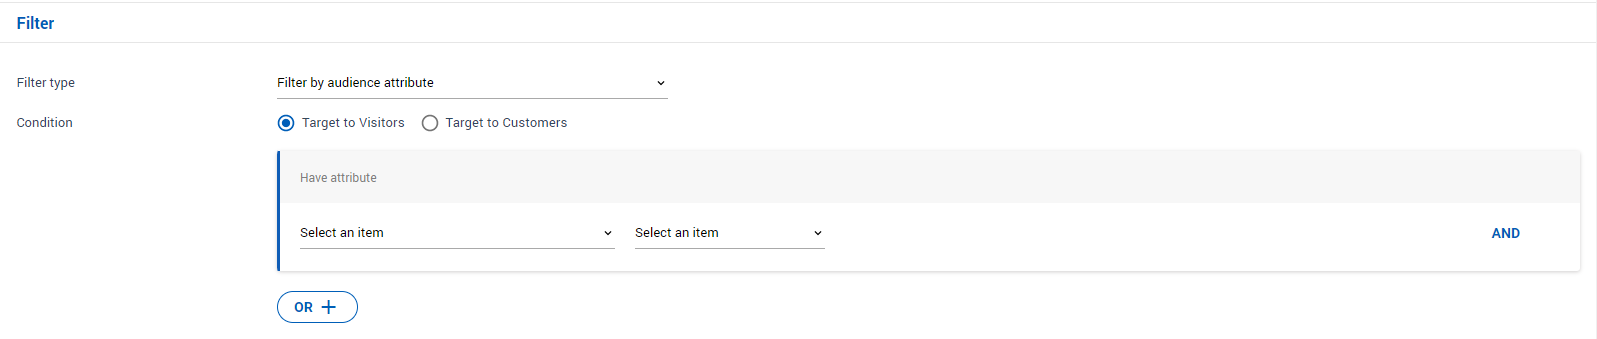 Filter
Filter type
Filter by audience attribute
Condition
Target to Visitors
Target to Customers
Have attribute
Select an item
Select an item
AND
OR +